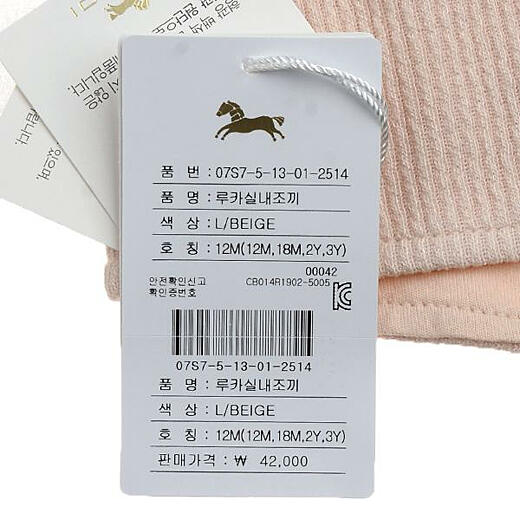 품 번 : 07S7-5-13-01-2514
품 명 : 루카실내조끼
색 상 : L/BEIGE
호 칭 : 12M(12M,18M,2Y,3Y)
00042
안전확인신고 CB014R1902-5005
확인증번호
07S7-5-13-01-2514
품 명 : 루카실내조끼
색 상 : L/BEIGE
호 칭 : 12M(12M,18M,2Y,3Y)
판매가격 : ₩ 42,000